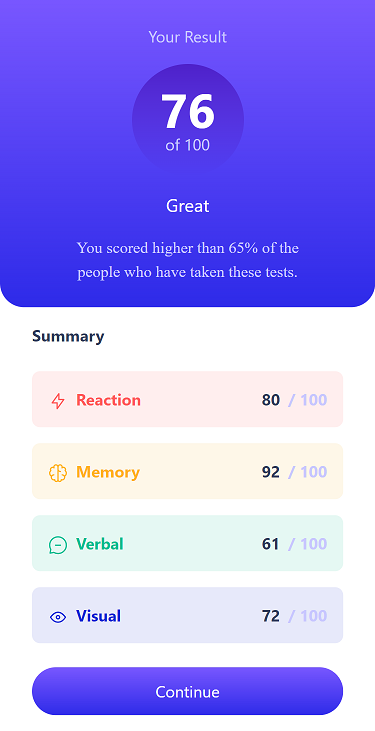 Your Result
76
of 100
Great
You scored higher than 65% of the
people who have taken these tests.
Summary
Reaction 80 / 100
Memory 92 / 100
Verbal 61 / 100
Visual 72 / 100
Continue